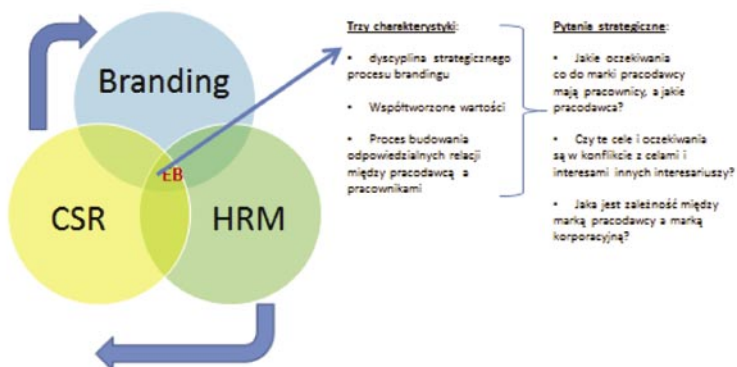 Branding
EB
CSR
HRM
Trzy charakterystyki:
▪ dyscyplina strategicznego
procesu brandingu
▪ Współtworzone wartości
▪ Proces budowania
odpowiedzialnych relacji
między pracodawcą a
pracownikami
Pytania strategiczne:
▪ Jakie oczekiwania
co do marki pracodawcy
mają pracownicy, a jakie
pracodawca?
▪ Czy te cele i oczekiwania
są w konflikcie z celami i
interesami innych interesariuszy?
▪ Jaka jest zależność między
marką pracodawcy a marką
korporacyjną?